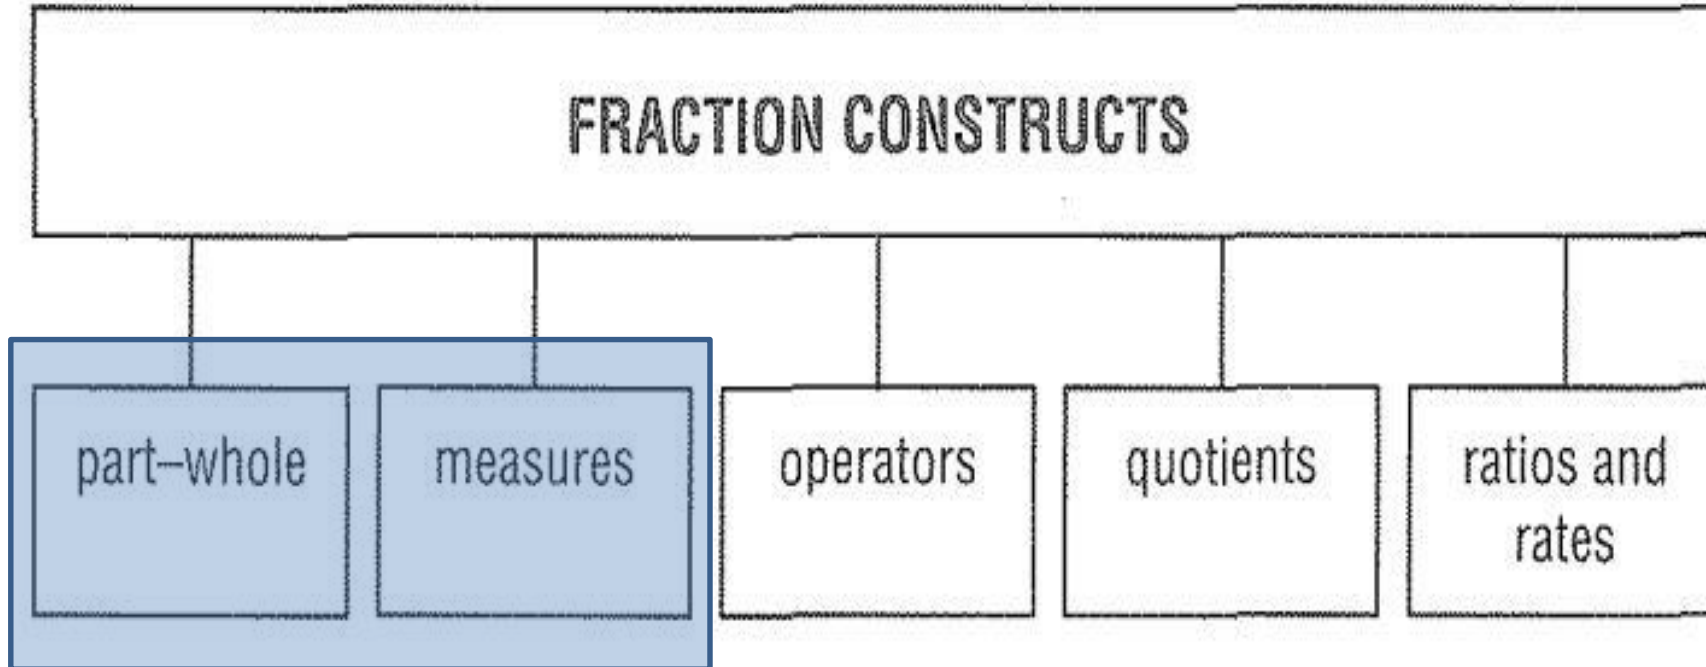 FRACTION CONSTRUCTS
part–whole
measures
operators
quotients
ratios and
rates